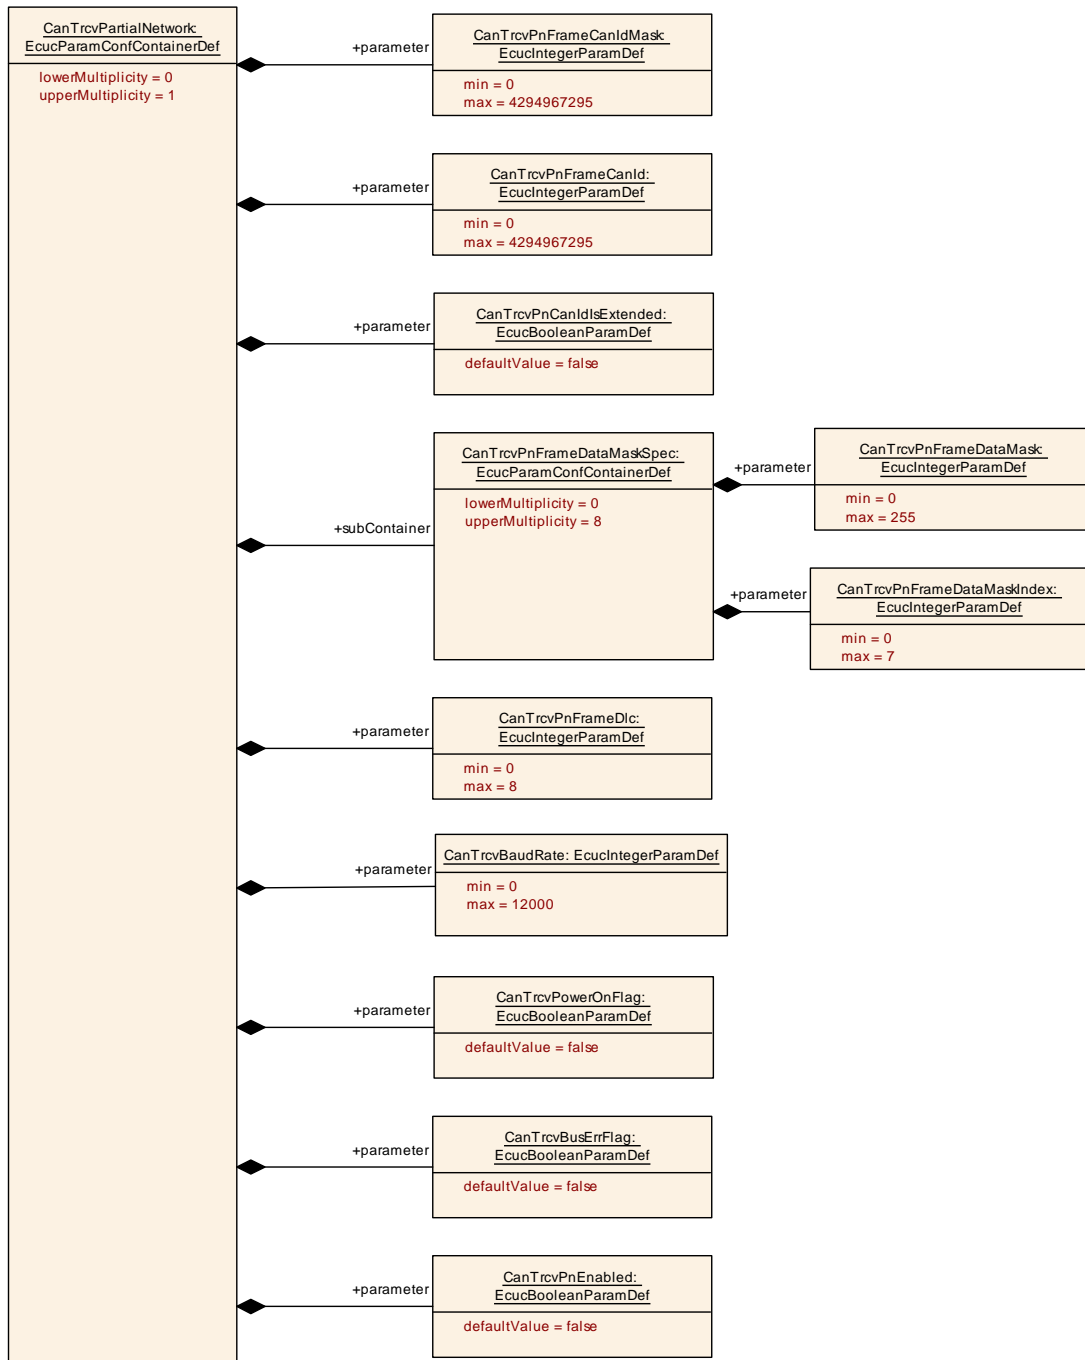 CanTrcvPartialNetwork:
EcucParamConfContainerDef
lowerMultiplicity = 0
upperMultiplicity = 1
+parameter
CanTrcvPnFrameCanIdMask:
EcucIntegerParamDef
min = 0
max = 4294967295
+parameter
CanTrcvPnFrameCanId:
EcucIntegerParamDef
min = 0
max = 4294967295
+parameter
CanTrcvPnCanIdIsExtended:
EcucBooleanParamDef
defaultValue = false
+subContainer
CanTrcvPnFrameDataMaskSpec:
EcucParamConfContainerDef
lowerMultiplicity = 0
upperMultiplicity = 8
+parameter
CanTrcvPnFrameDataMask:
EcucIntegerParamDef
min = 0
max = 255
+parameter
CanTrcvPnFrameDataMaskIndex:
EcucIntegerParamDef
min = 0
max = 7
+parameter
CanTrcvPnFrameDlc:
EcucIntegerParamDef
min = 0
max = 8
+parameter
CanTrcvBaudRate: EcucIntegerParamDef
min = 0
max = 12000
+parameter
CanTrcvPowerOnFlag:
EcucBooleanParamDef
defaultValue = false
+parameter
CanTrcvBusErrFlag:
EcucBooleanParamDef
defaultValue = false
+parameter
CanTrcvPnEnabled:
EcucBooleanParamDef
defaultValue = false